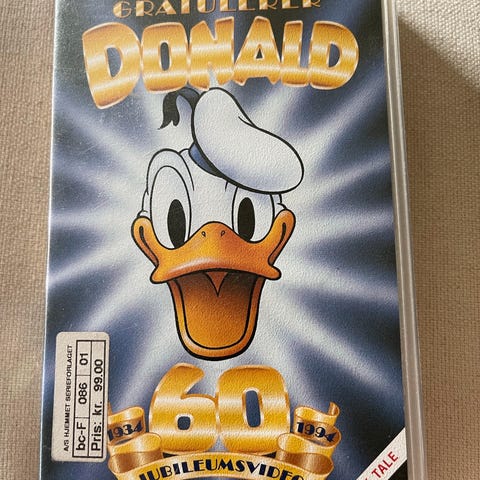 GRATULERER
DONALD
60
1934 1994
JUBILEUMSVIDEO
TALE
A/S HJEMMET SERIEFORLAGET
bc-F 086 01
Pris: kr. 99.00